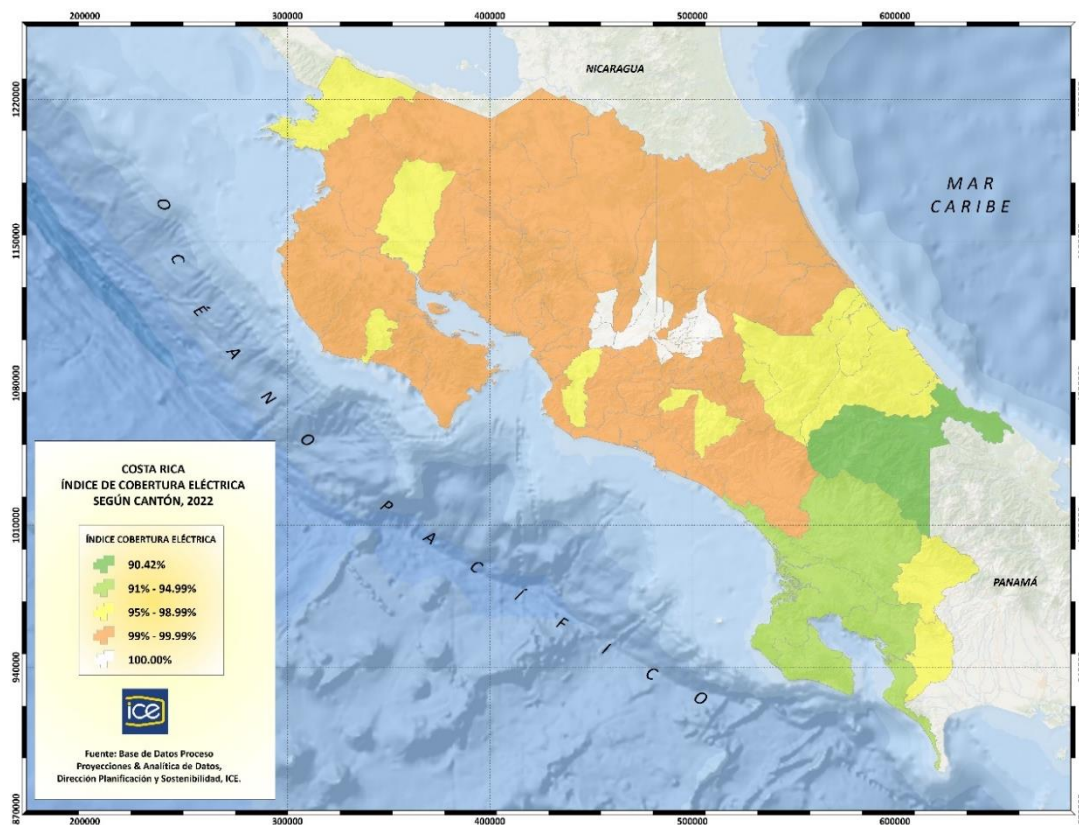 200000 300000 400000 500000 600000
NICARAGUA
MAR
CARIBE
OCÉANO PACÍFICO
PANAMÁ
1220000
1150000
1080000
1010000
940000
870000
COSTA RICA
ÍNDICE DE COBERTURA ELÉCTRICA
SEGÚN CANTÓN, 2022
ÍNDICE COBERTURA ELÉCTRICA
90.42%
91% - 94.99%
95% - 98.99%
99% - 99.99%
100.00%
ice
Fuente: Base de Datos Proceso
Proyecciones & Analítica de Datos,
Dirección Planificación y Sostenibilidad, ICE.
200000 300000 400000 500000 600000